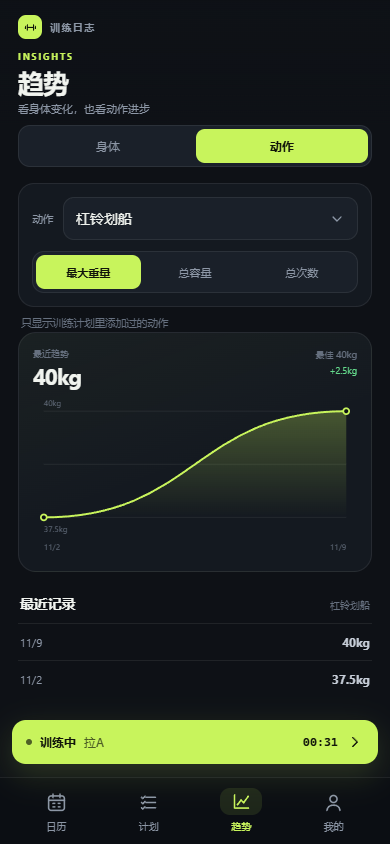 训练日志
INSIGHTS
趋势
看身体变化，也看动作进步
身体 动作
动作 杠铃划船
最大重量 总容量 总次数
只显示训练计划里添加过的动作
最近趋势 最佳 40kg
40kg +2.5kg
40kg
37.5kg
11/2 11/9
最近记录 杠铃划船
11/9 40kg
11/2 37.5kg
训练中 拉A 00:31
日历 计划 趋势 我的